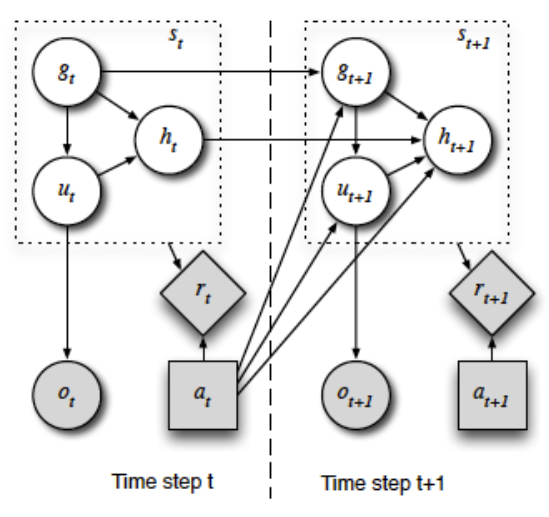 s_t
s_{t+1}
g_t
g_{t+1}
h_t
h_{t+1}
u_t
u_{t+1}
r_t
r_{t+1}
o_t
a_t
o_{t+1}
a_{t+1}
Time step t
Time step t+1